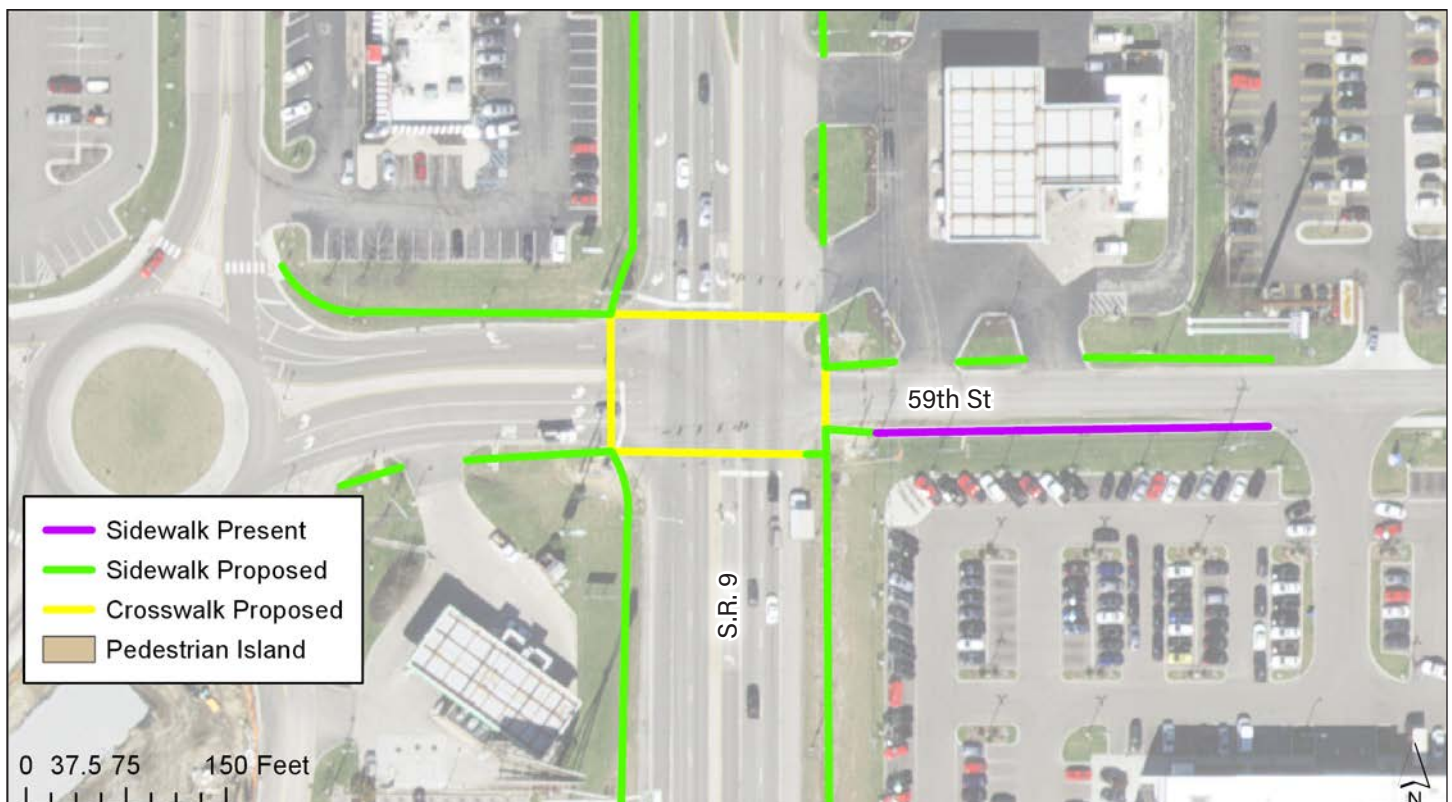 59th St
S.R. 9
Sidewalk Present
Sidewalk Proposed
Crosswalk Proposed
Pedestrian Island
0 37.5 75 150 Feet
N